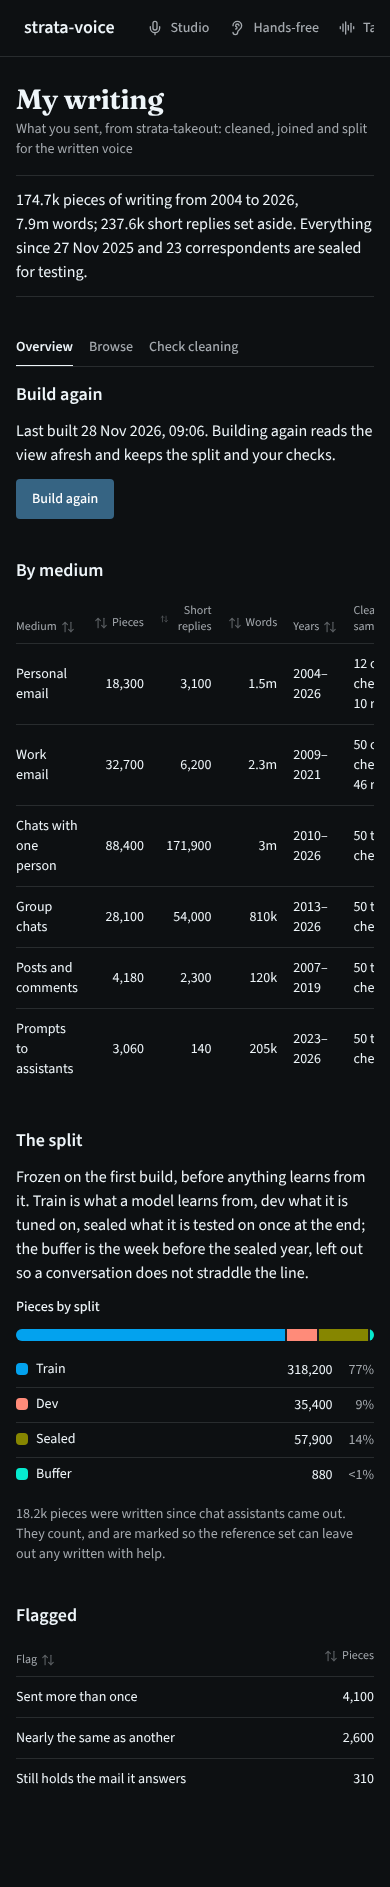 strata-voice Studio Hands-free
My writing
What you sent, from strata-takeout: cleaned, joined and split
for the written voice
174.7k pieces of writing from 2004 to 2026,
7.9m words; 237.6k short replies set aside. Everything
since 27 Nov 2025 and 23 correspondents are sealed
for testing.
Overview Browse Check cleaning
Build again
Last built 28 Nov 2026, 09:06. Building again reads the
view afresh and keeps the split and your checks.
Build again
By medium
Short
Medium Pieces replies Words Years
Personal
email 18,300 3,100 1.5m 2004–
2026 12
10
Work
email 32,700 6,200 2.3m 2009–
2021 50
46
Chats with
one
person 88,400 171,900 3m 2010–
2026 50
Group
chats 28,100 54,000 810k 2013–
2026 50
Posts and
comments 4,180 2,300 120k 2007–
2019 50
Prompts
to
assistants 3,060 140 205k 2023–
2026 50
The split
Frozen on the first build, before anything learns from
it. Train is what a model learns from, dev what it is
tuned on, sealed what it is tested on once at the end;
the buffer is the week before the sealed year, left out
so a conversation does not straddle the line.
Pieces by split
Train 318,200 77%
Dev 35,400 9%
Sealed 57,900 14%
Buffer 880 <1%
18.2k pieces were written since chat assistants came out.
They count, and are marked so the reference set can leave
out any written with help.
Flagged
Flag Pieces
Sent more than once 4,100
Nearly the same as another 2,600
Still holds the mail it answers 310